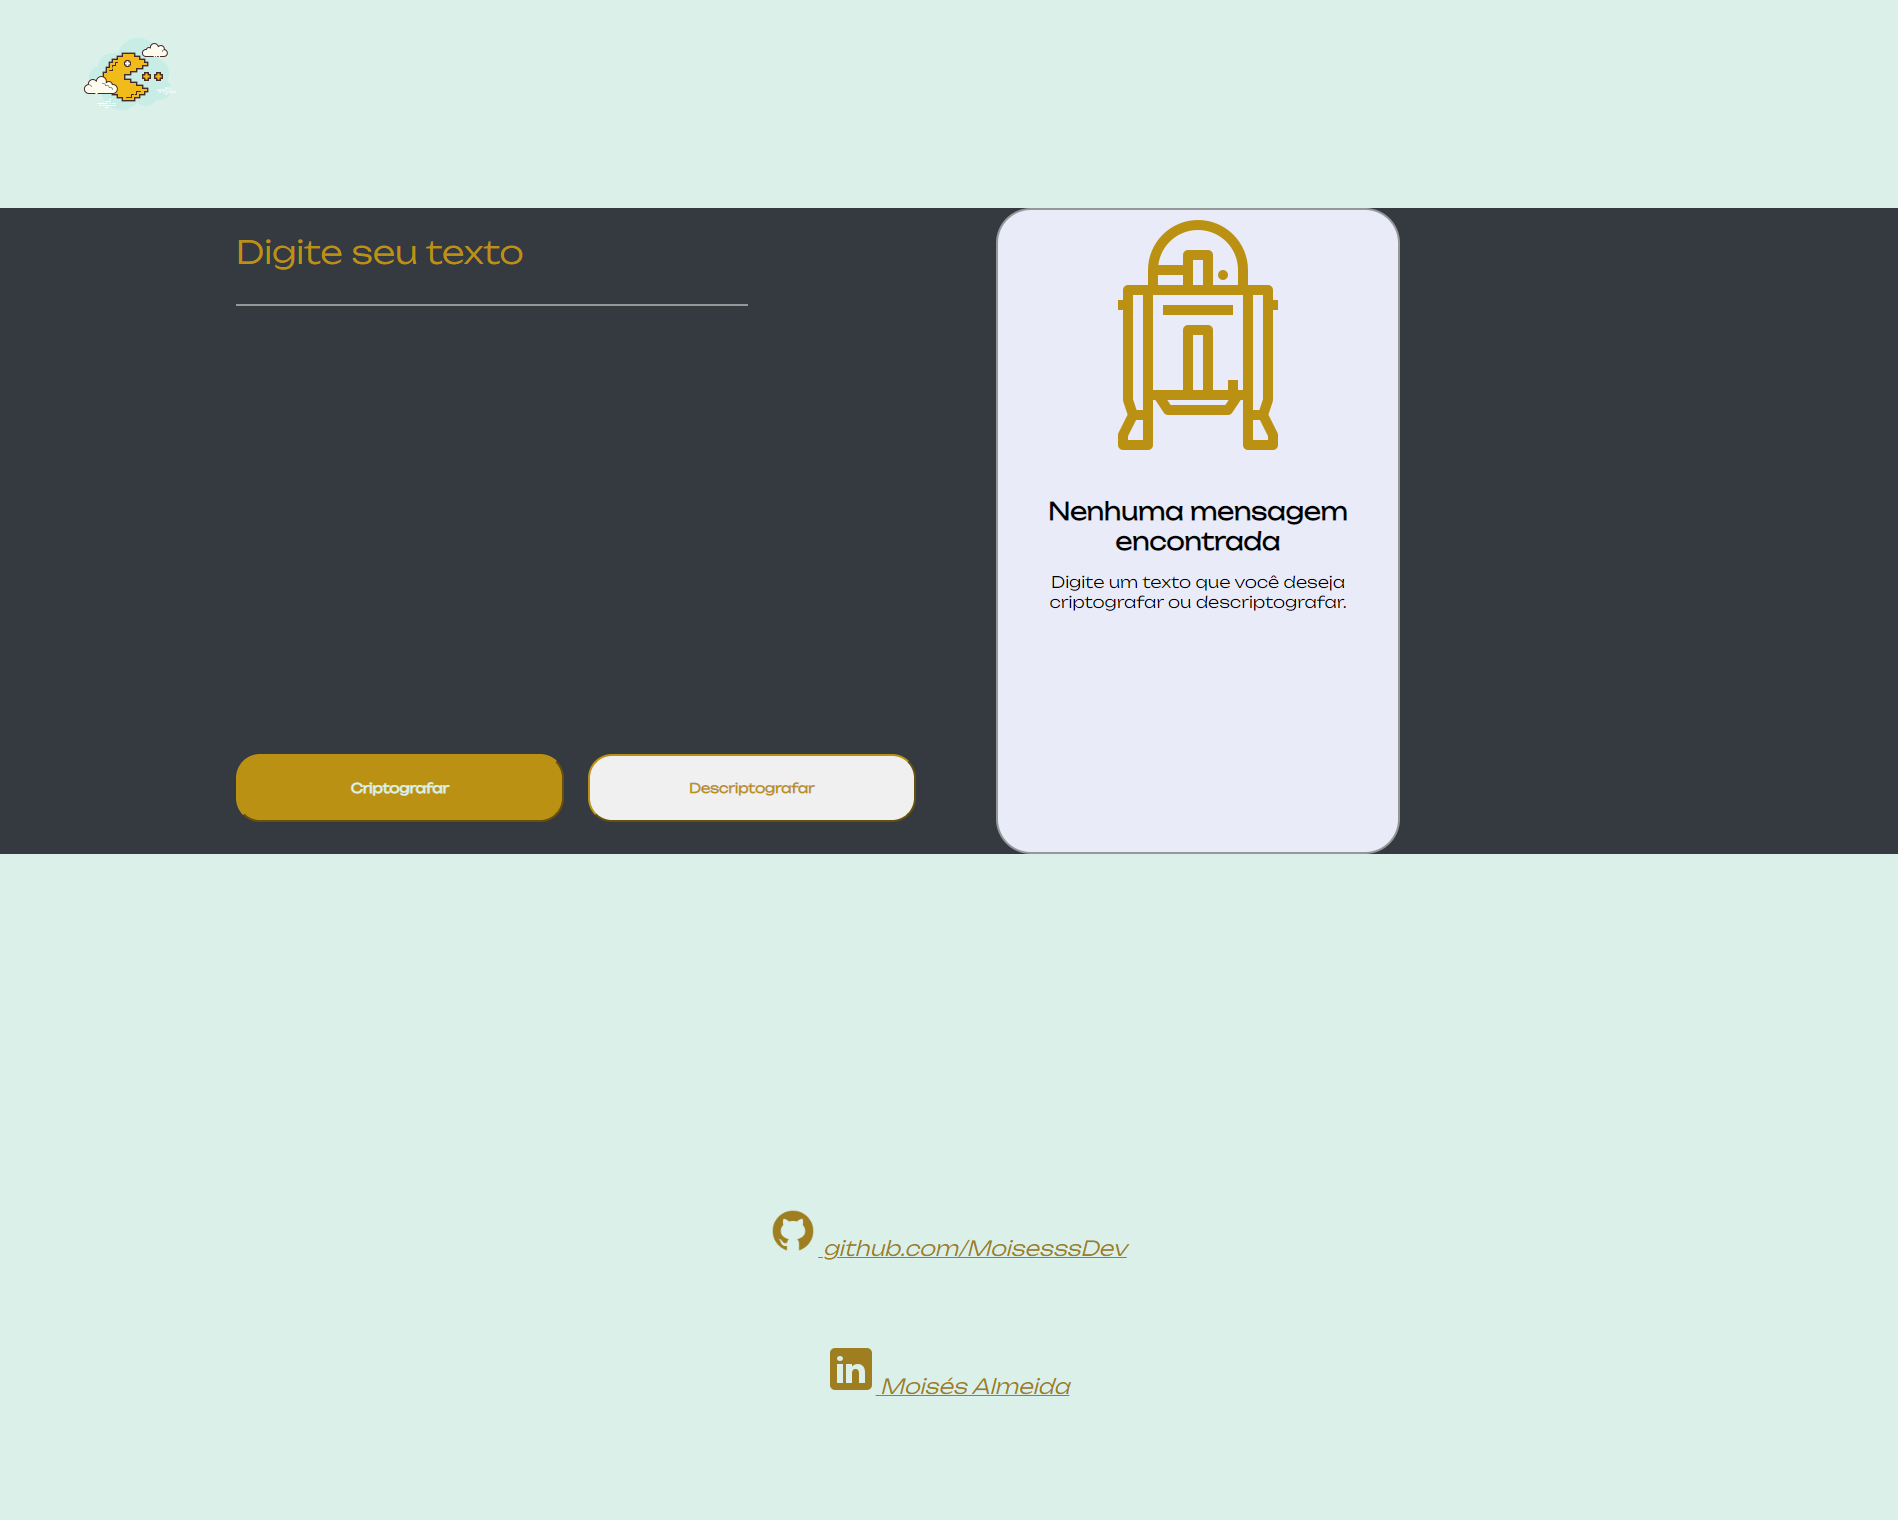 Digite seu texto
Nenhuma mensagem
encontrada
Digite um texto que você deseja
criptografar ou descriptografar.
Criptografar
Descriptografar
github.com/MoisesssDev
in Moisés Almeida